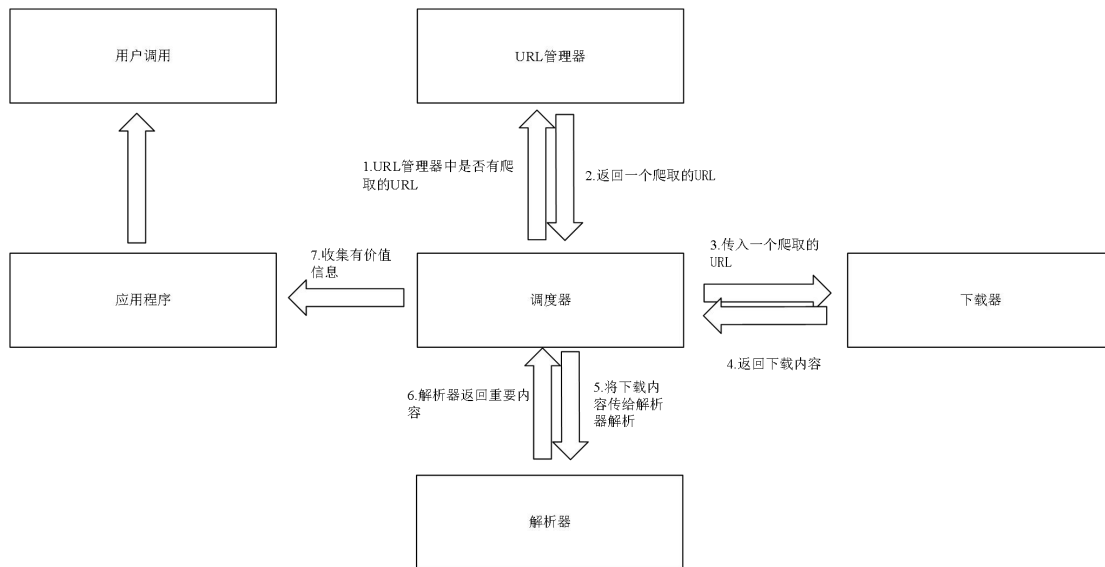 用户调用
URL管理器
1.URL管理器中是否有爬
取的URL
2.返回一个爬取的URL
7.收集有价值
信息
3.传入一个爬取的
URL
应用程序
调度器
下载器
4.返回下载内容
6.解析器返回重要内
容
5.将下载内
容传给解析
器解析
解析器